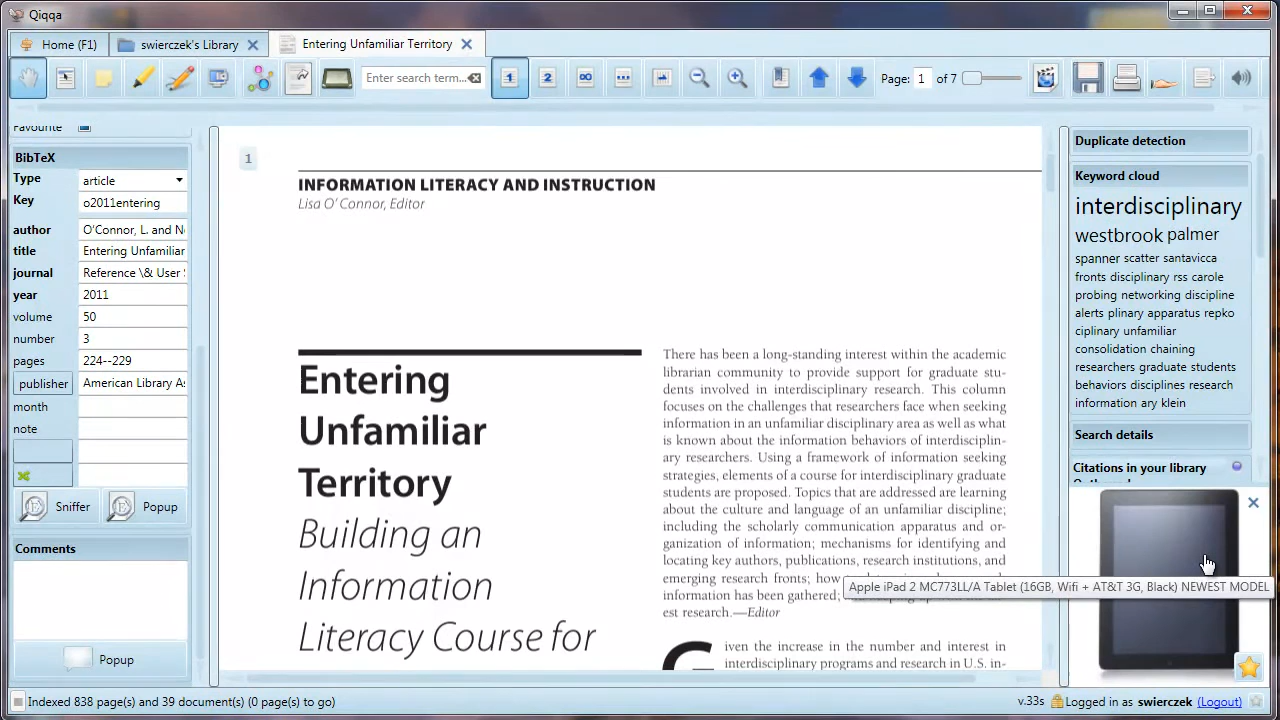 Qiqqa
Home (F1)
swierczek's Library
Entering Unfamiliar Territory
Enter search term...
1
2
Page: 1 of 7
Favourite
BibTeX
Type article
Key o2011entering
author O'Connor, L. and
title Entering Unfamiliar
journal Reference \& User
year 2011
volume 50
number 3
pages 224--229
publisher American Library
month
note
Sniffer
Popup
Comments
Popup
1
INFORMATION LITERACY AND INSTRUCTION
Lisa O'Connor, Editor
Entering
Unfamiliar
Territory
Building an
Information
Literacy Course for
There has been a long-standing interest within the academic
librarian community to provide support for graduate stu-
dents involved in interdisciplinary research. This column
focuses on the challenges that researchers face when seeking
information in an unfamiliar disciplinary area as well as what
is known about the information behaviors of interdisciplin-
ary researchers. Using a framework of information seeking
strategies, elements of a course for interdisciplinary graduate
students are proposed. Topics that are addressed are learning
about the culture and language of an unfamiliar discipline;
including the scholarly communication apparatus and or-
ganization of information; mechanisms for identifying and
locating key authors, publications, research institutions, and
emerging research fronts; how
information has been gathered;
est research.—Editor
Given the increase in the number and interest in
interdisciplinary programs and research in U.S. in-
Duplicate detection
Keyword cloud
interdisciplinary
westbrook palmer
spanner scatter santavicca
fronts disciplinary rss carole
probing networking discipline
alerts plinary apparatus repko
ciplinary unfamiliar
consolidation chaining
researchers graduate students
behaviors disciplines research
information ary klein
Search details
Citations in your library
Apple iPad 2 MC773LL/A Tablet (16GB, Wifi + AT&T 3G, Black) NEWEST MODEL
Indexed 838 page(s) and 39 document(s) (0 page(s) to go)
v.33s
Logged in as swierczek (Logout)